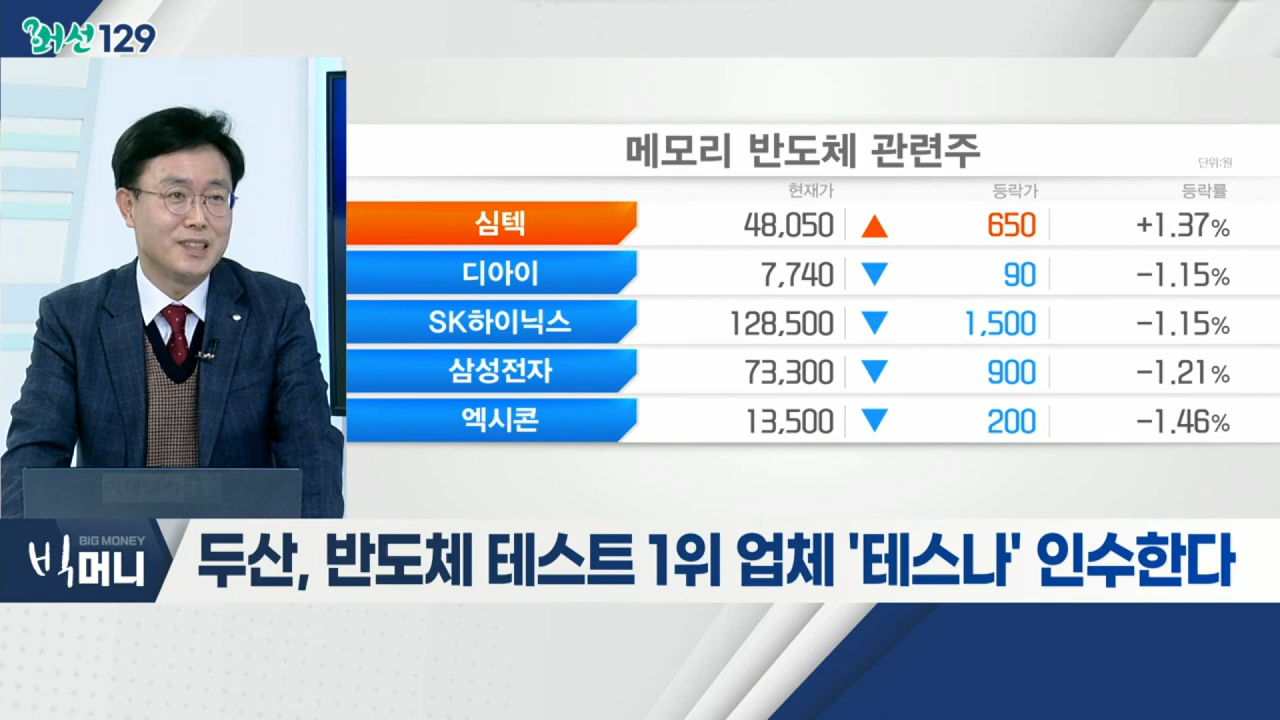 머선129
메모리 반도체 관련주
단위:원
현재가 등락가 등락률
심텍 48,050 ▲ 650 +1.37%
디아이 7,740 ▼ 90 -1.15%
SK하이닉스 128,500 ▼ 1,500 -1.15%
삼성전자 73,300 ▼ 900 -1.21%
엑시콘 13,500 ▼ 200 -1.46%
BIG MONEY
빅머니
두산, 반도체 테스트 1위 업체 '테스나' 인수한다